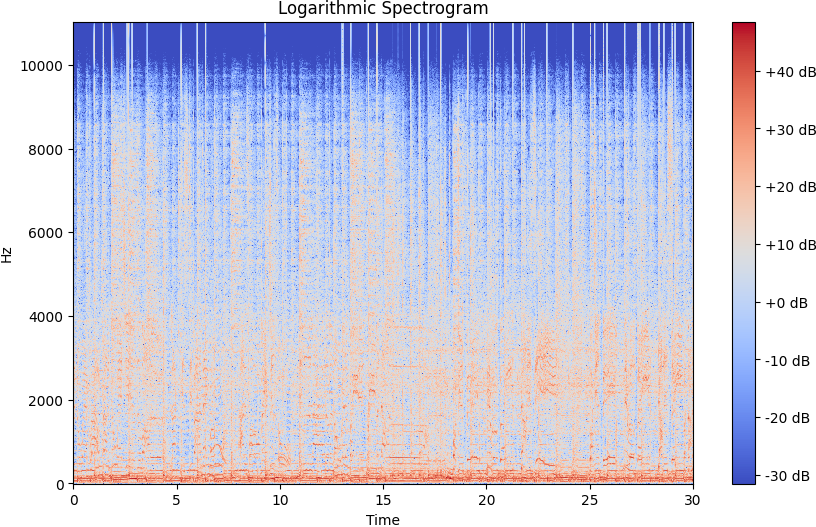 Logarithmic Spectrogram
Hz
10000
8000
6000
4000
2000
0
0 5 10 15 20 25 30
Time
+40 dB
+30 dB
+20 dB
+10 dB
+0 dB
-10 dB
-20 dB
-30 dB